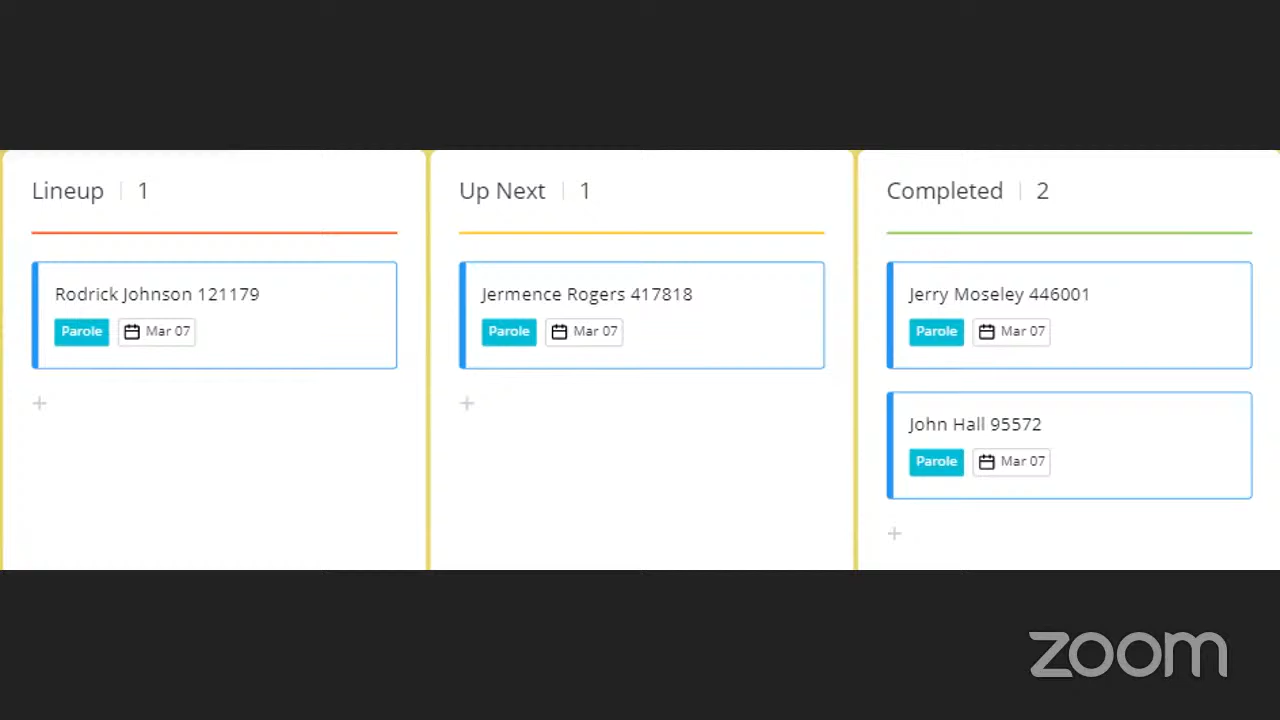 Lineup | 1
Rodrick Johnson 121179
Parole Mar 07
+
Up Next | 1
Jermence Rogers 417818
Parole Mar 07
+
Completed | 2
Jerry Moseley 446001
Parole Mar 07
John Hall 95572
Parole Mar 07
+
zoom